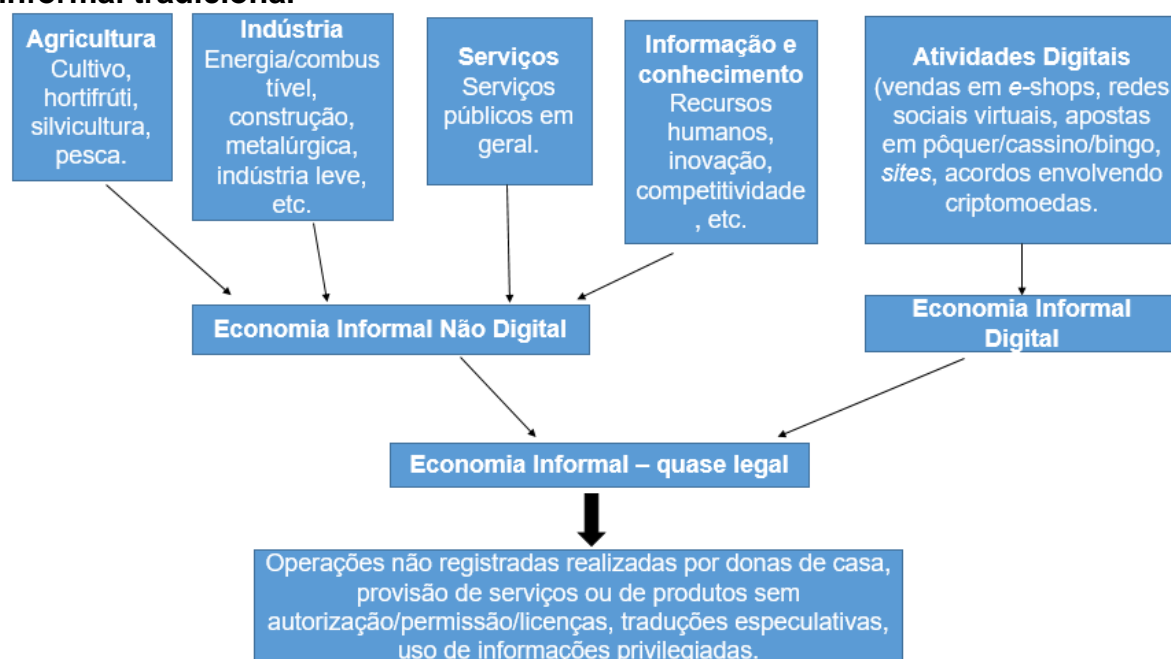 informal tradicional
Agricultura
Cultivo,
hortifrúti,
silvicultura,
pesca.
Indústria
Energia/combus
tível,
construção,
metalúrgica,
indústria leve,
etc.
Serviços
Serviços
públicos em
geral.
Informação e
conhecimento
Recursos
humanos,
inovação,
competitividade
, etc.
Atividades Digitais
(vendas em e-shops, redes
sociais virtuais, apostas
em pôquer/cassino/bingo,
sites, acordos envolvendo
criptomoedas.
Economia Informal Não Digital
Economia Informal
Digital
Economia Informal – quase legal
Operações não registradas realizadas por donas de casa,
provisão de serviços ou de produtos sem
autorização/permissão/licenças, traduções especulativas,
uso de informações privilegiadas.